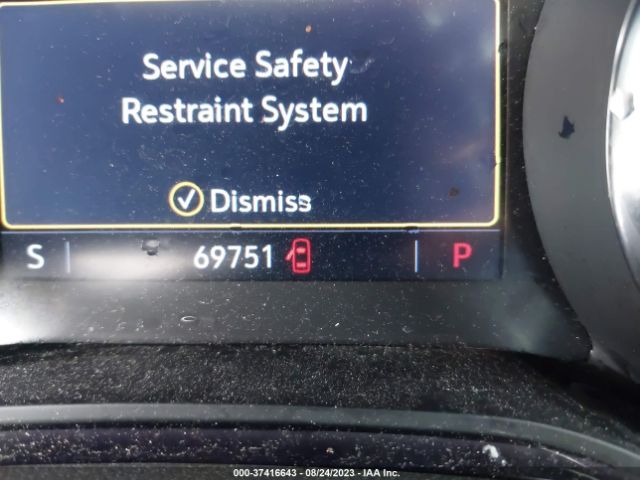 Service Safety
Restraint System
Dismiss
S 69751 P
000-37416643 - 08/24/2023 - IAA Inc.